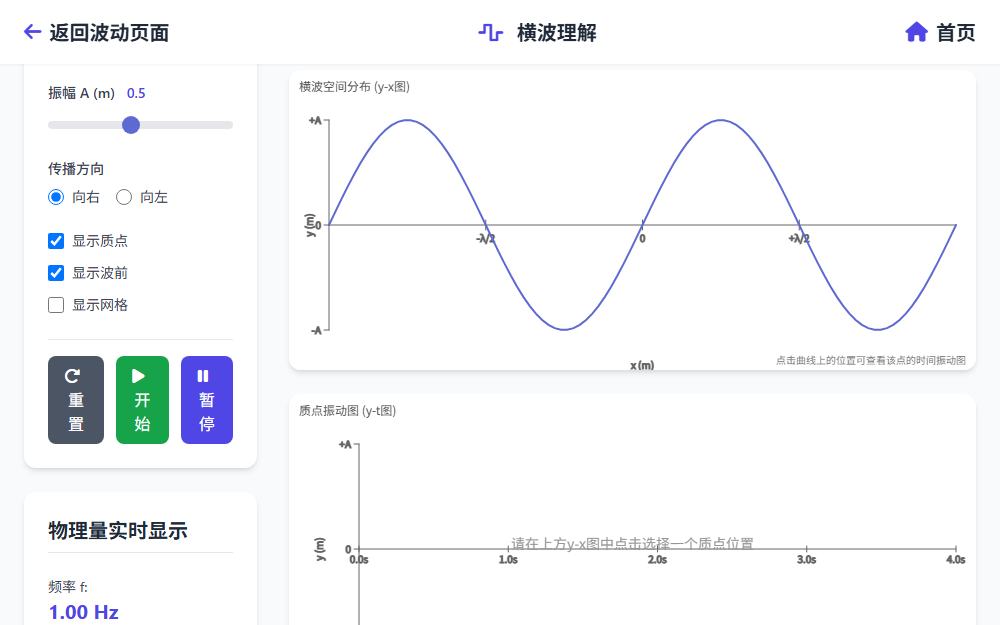 返回波动页面
横波理解
首页
振幅 A (m) 0.5
传播方向
向右 向左
显示质点
显示波前
显示网格
重置
开始
暂停
物理量实时显示
频率 f:
1.00 Hz
横波空间分布 (y-x图)
+A
y (m)
0
-λ/2
0
+λ/2
-A
x (m)
点击曲线上的位置可查看该点的时间振动图
质点振动图 (y-t图)
+A
y (m)
0
请在上方y-x图中点击选择一个质点位置
0.0s 1.0s 2.0s 3.0s 4.0s